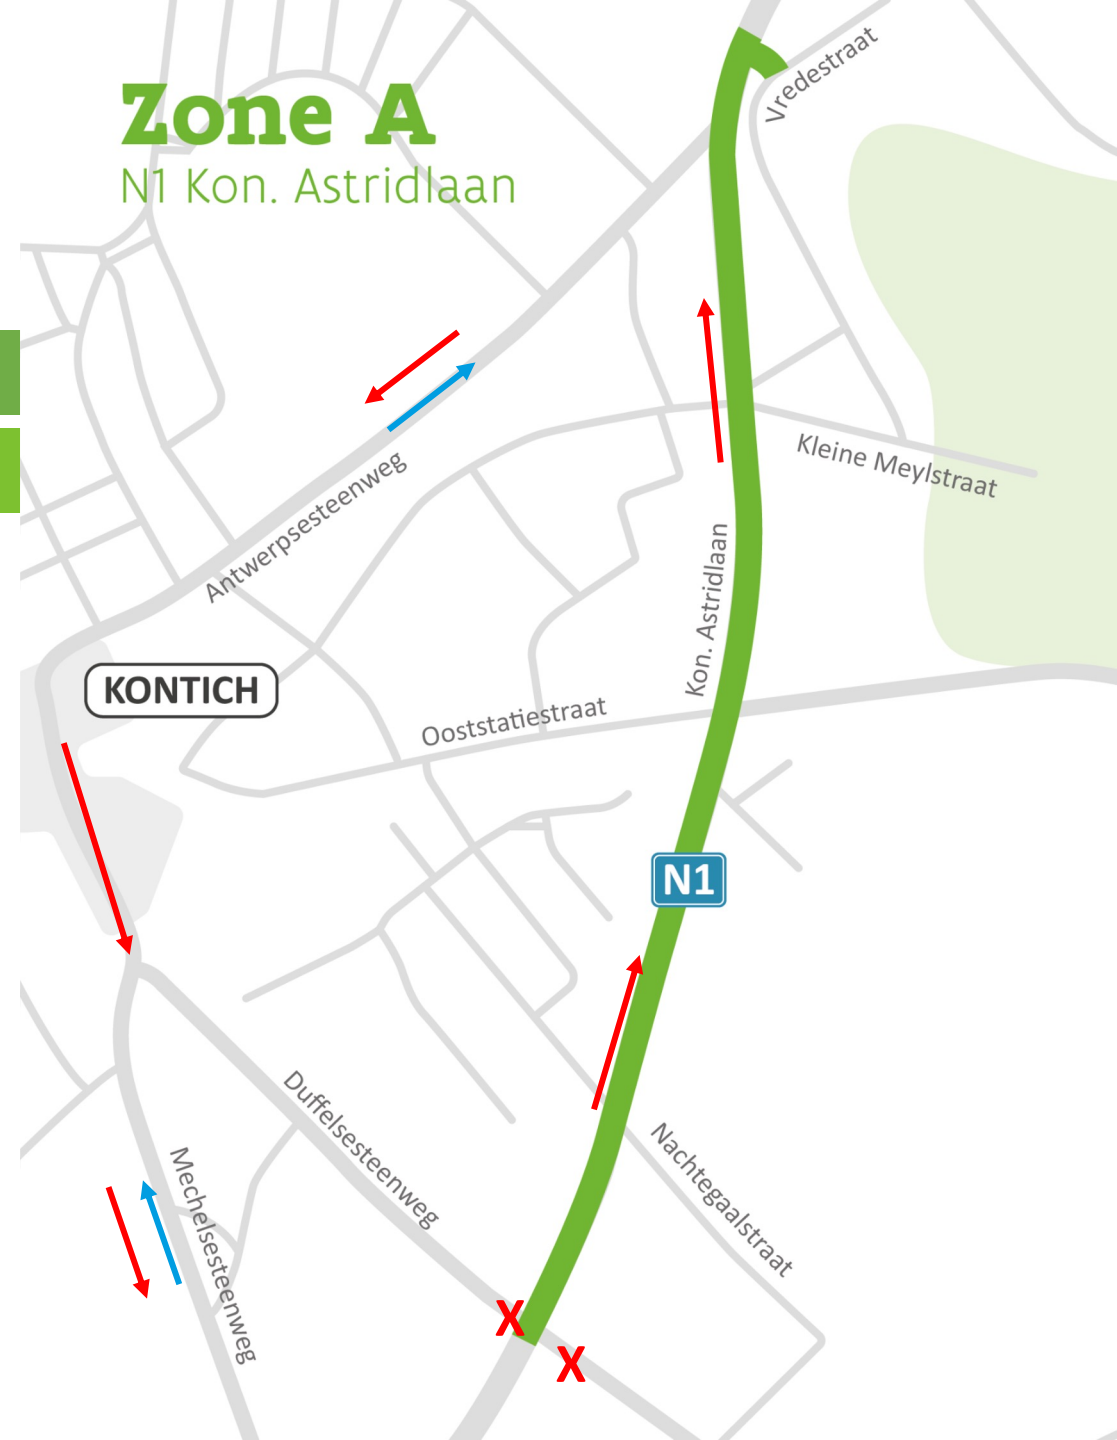 Zone A
N1 Kon. Astridlaan
Vredestraat
Kleine Meylstraat
Antwerpsesteenweg
Kon. Astridlaan
KONTICH
Ooststatiestraat
N1
Duffelsesteenweg
Nachtegaalstraat
Mechelsesteenweg
X
X